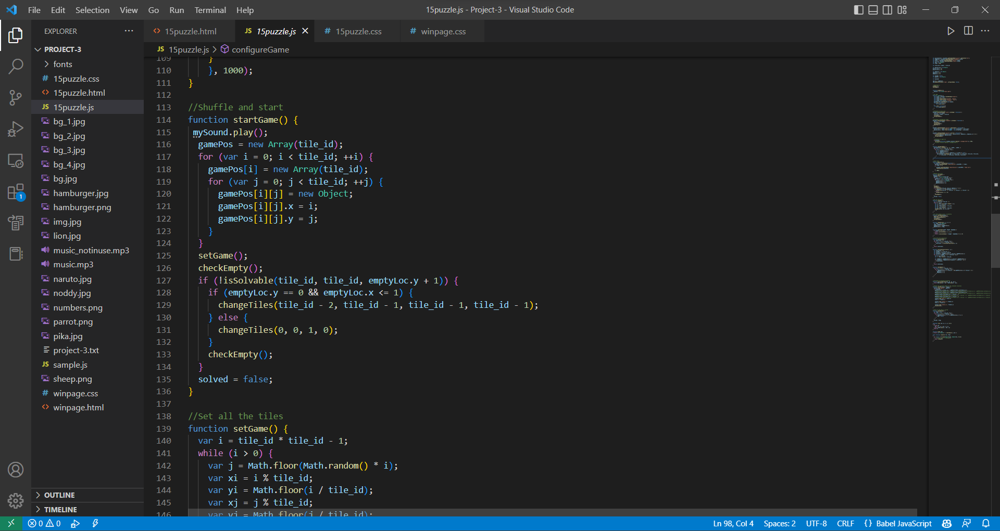 File Edit Selection View Go Run Terminal Help
15puzzle.js - Project-3 - Visual Studio Code
EXPLORER
PROJECT-3
fonts
# 15puzzle.css
<> 15puzzle.html
JS 15puzzle.js
bg_1.jpg
bg_2.jpg
bg_3.jpg
bg_4.jpg
bg.jpg
hamburger.jpg
hamburger.png
img.jpg
lion.jpg
music_notinuse.mp3
music.mp3
naruto.jpg
noddy.jpg
numbers.png
parrot.png
pika.jpg
project-3.txt
JS sample.js
sheep.png
# winpage.css
<> winpage.html
OUTLINE
TIMELINE
1
<> 15puzzle.html
JS 15puzzle.js
# 15puzzle.css
# winpage.css
JS 15puzzle.js > configureGame
109 }
110 }, 1000);
111 }
112
113 //Shuffle and start
114 function startGame() {
115 mySound.play();
116 gamePos = new Array(tile_id);
117 for (var i = 0; i < tile_id; ++i) {
118 gamePos[i] = new Array(tile_id);
119 for (var j = 0; j < tile_id; ++j) {
120 gamePos[i][j] = new Object;
121 gamePos[i][j].x = i;
122 gamePos[i][j].y = j;
123 }
124 }
125 setGame();
126 checkEmpty();
127 if (!isSolvable(tile_id, tile_id, emptyLoc.y + 1)) {
128 if (emptyLoc.y == 0 && emptyLoc.x <= 1) {
129 changeTiles(tile_id - 2, tile_id - 1, tile_id - 1, tile_id - 1);
130 } else {
131 changeTiles(0, 0, 1, 0);
132 }
133 checkEmpty();
134 }
135 solved = false;
136 }
137
138 //Set all the tiles
139 function setGame() {
140 var i = tile_id * tile_id - 1;
141 while (i > 0) {
142 var j = Math.floor(Math.random() * i);
143 var xi = i % tile_id;
144 var yi = Math.floor(i / tile_id);
145 var xj = j % tile_id;
146 var yj = Math.floor(j / tile_id);
0 0
Ln 98, Col 4 Spaces: 2 UTF-8 CRLF {} Babel JavaScript